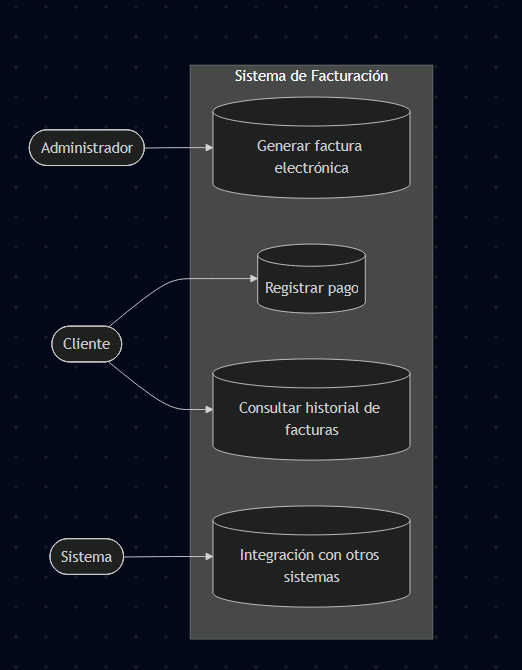 Sistema de Facturación
Administrador
Generar factura
electrónica
Registrar pago
Cliente
Consultar historial de
facturas
Sistema
Integración con otros
sistemas